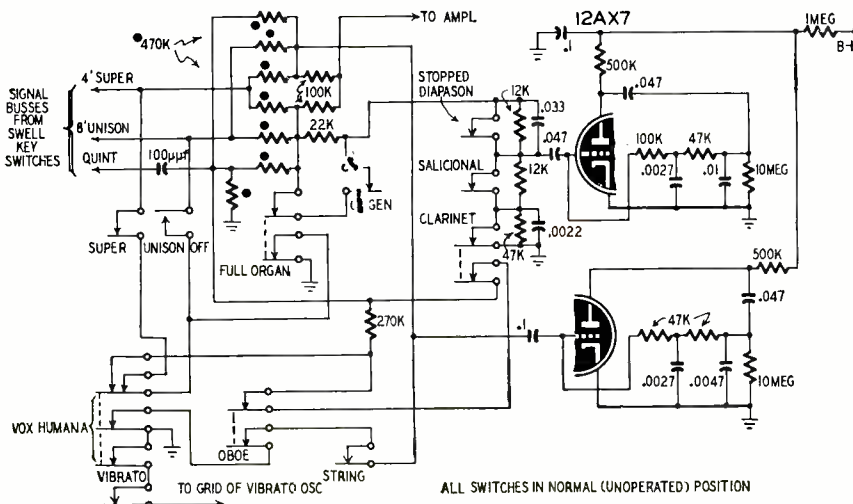 TO AMPL
12AX7
.1
1MEG
B+
470K
500K
4' SUPER
STOPPED
DIAPASON
12K
.047
SIGNAL
BUSSES
FROM
SWELL
KEY
SWITCHES
100K
.033
8' UNISON
22K
.047
100K
47K
QUINT
100µµf
SALICIONAL
.0027
.01
10MEG
12K
GEN
CLARINET
.0022
SUPER
UNISON OFF
47K
FULL ORGAN
500K
270K
.047
.1
47K
.0027
.0047
10MEG
VOX HUMANA
OBOE
VIBRATO
STRING
TO GRID OF VIBRATO OSC
ALL SWITCHES IN NORMAL (UNOPERATED) POSITION